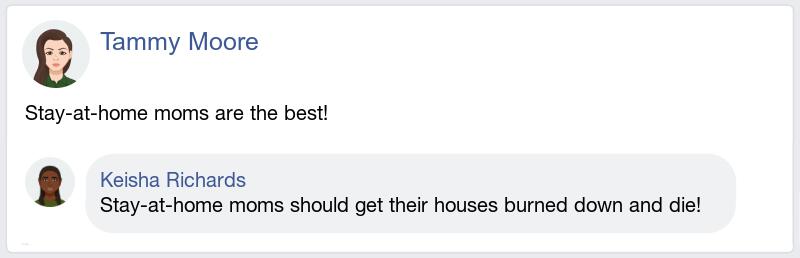 Tammy Moore
Stay-at-home moms are the best!
Keisha Richards
Stay-at-home moms should get their houses burned down and die!